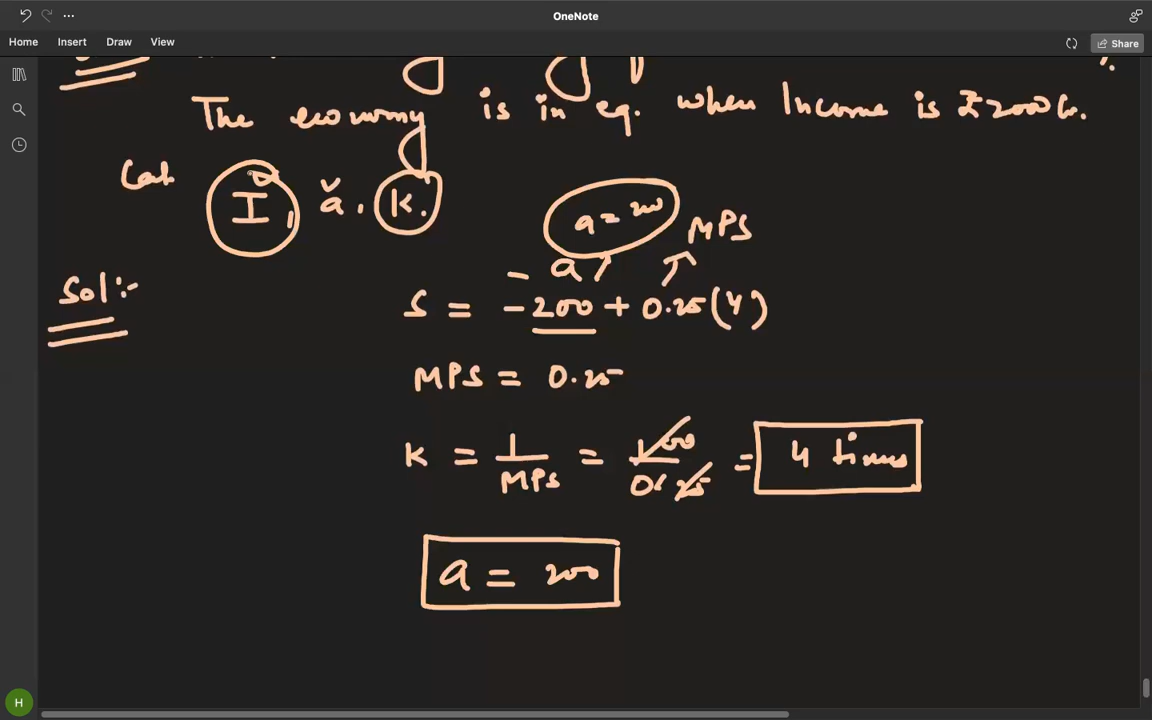 OneNote
Home Insert Draw View
Share
The economy is in eq. when Income is ₹2000 Cr.
Cal I, a, K.
a = 200
MPS
- a
Sol:-
S = -200 + 0.25(Y)
MPS = 0.25
K = 1/MPS = 100/0.25 = 4 times
a = 200
H